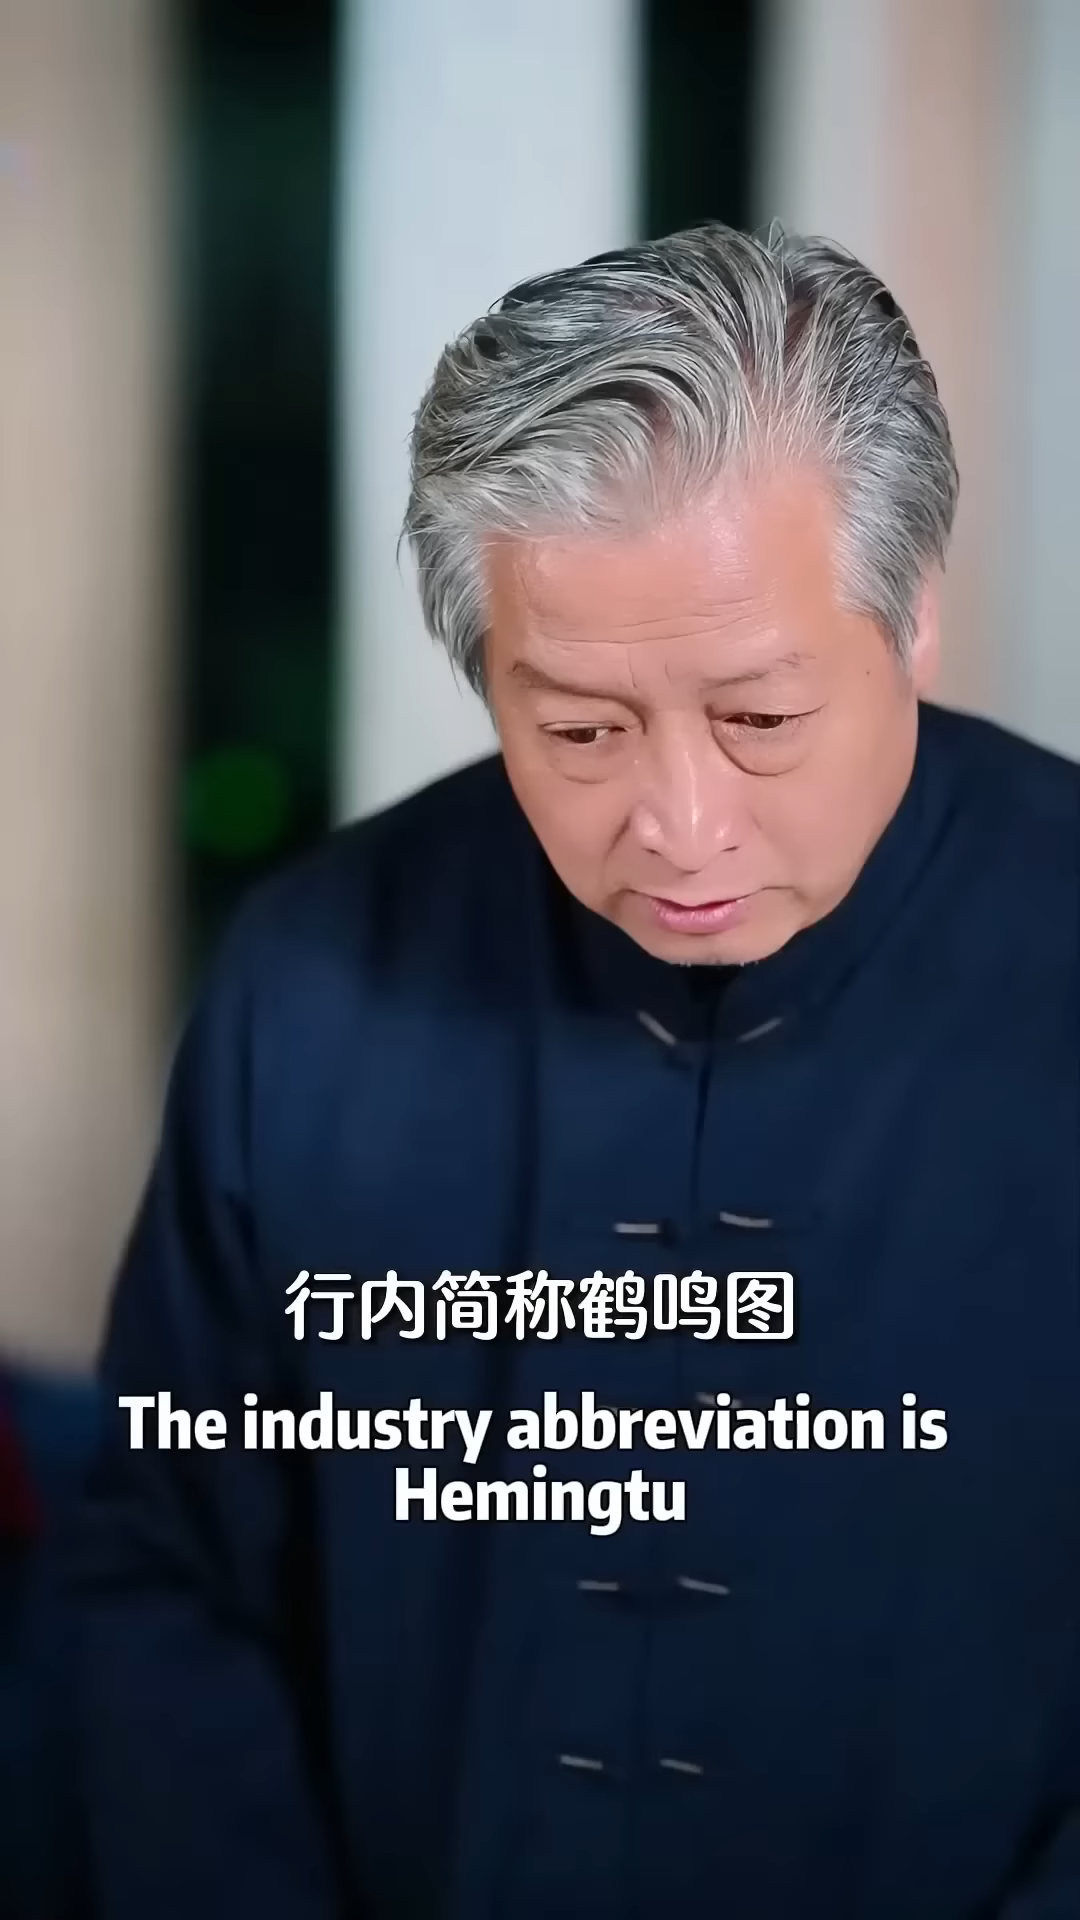 行内简称鹤鸣图
The industry abbreviation is
Hemingtu